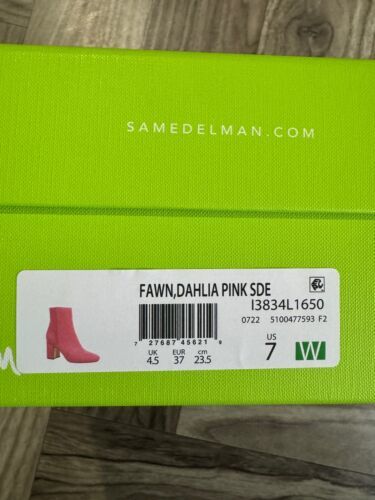 SAMEDELMAN.COM
FAWN,DAHLIA PINK SDE
I3834L1650
0722 5100477593 F2
7 27687 45621 9
UK EUR cm
4.5 37 23.5
US
7 W